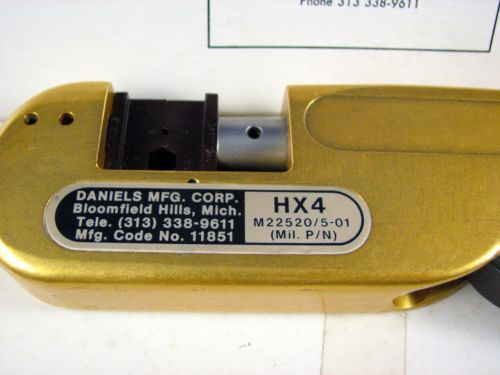 Phone 313 338-9611
DANIELS MFG. CORP.
Bloomfield Hills, Mich.
Tele. (313) 338-9611
Mfg. Code No. 11851
HX4
M22520/5-01
(Mil. P/N)